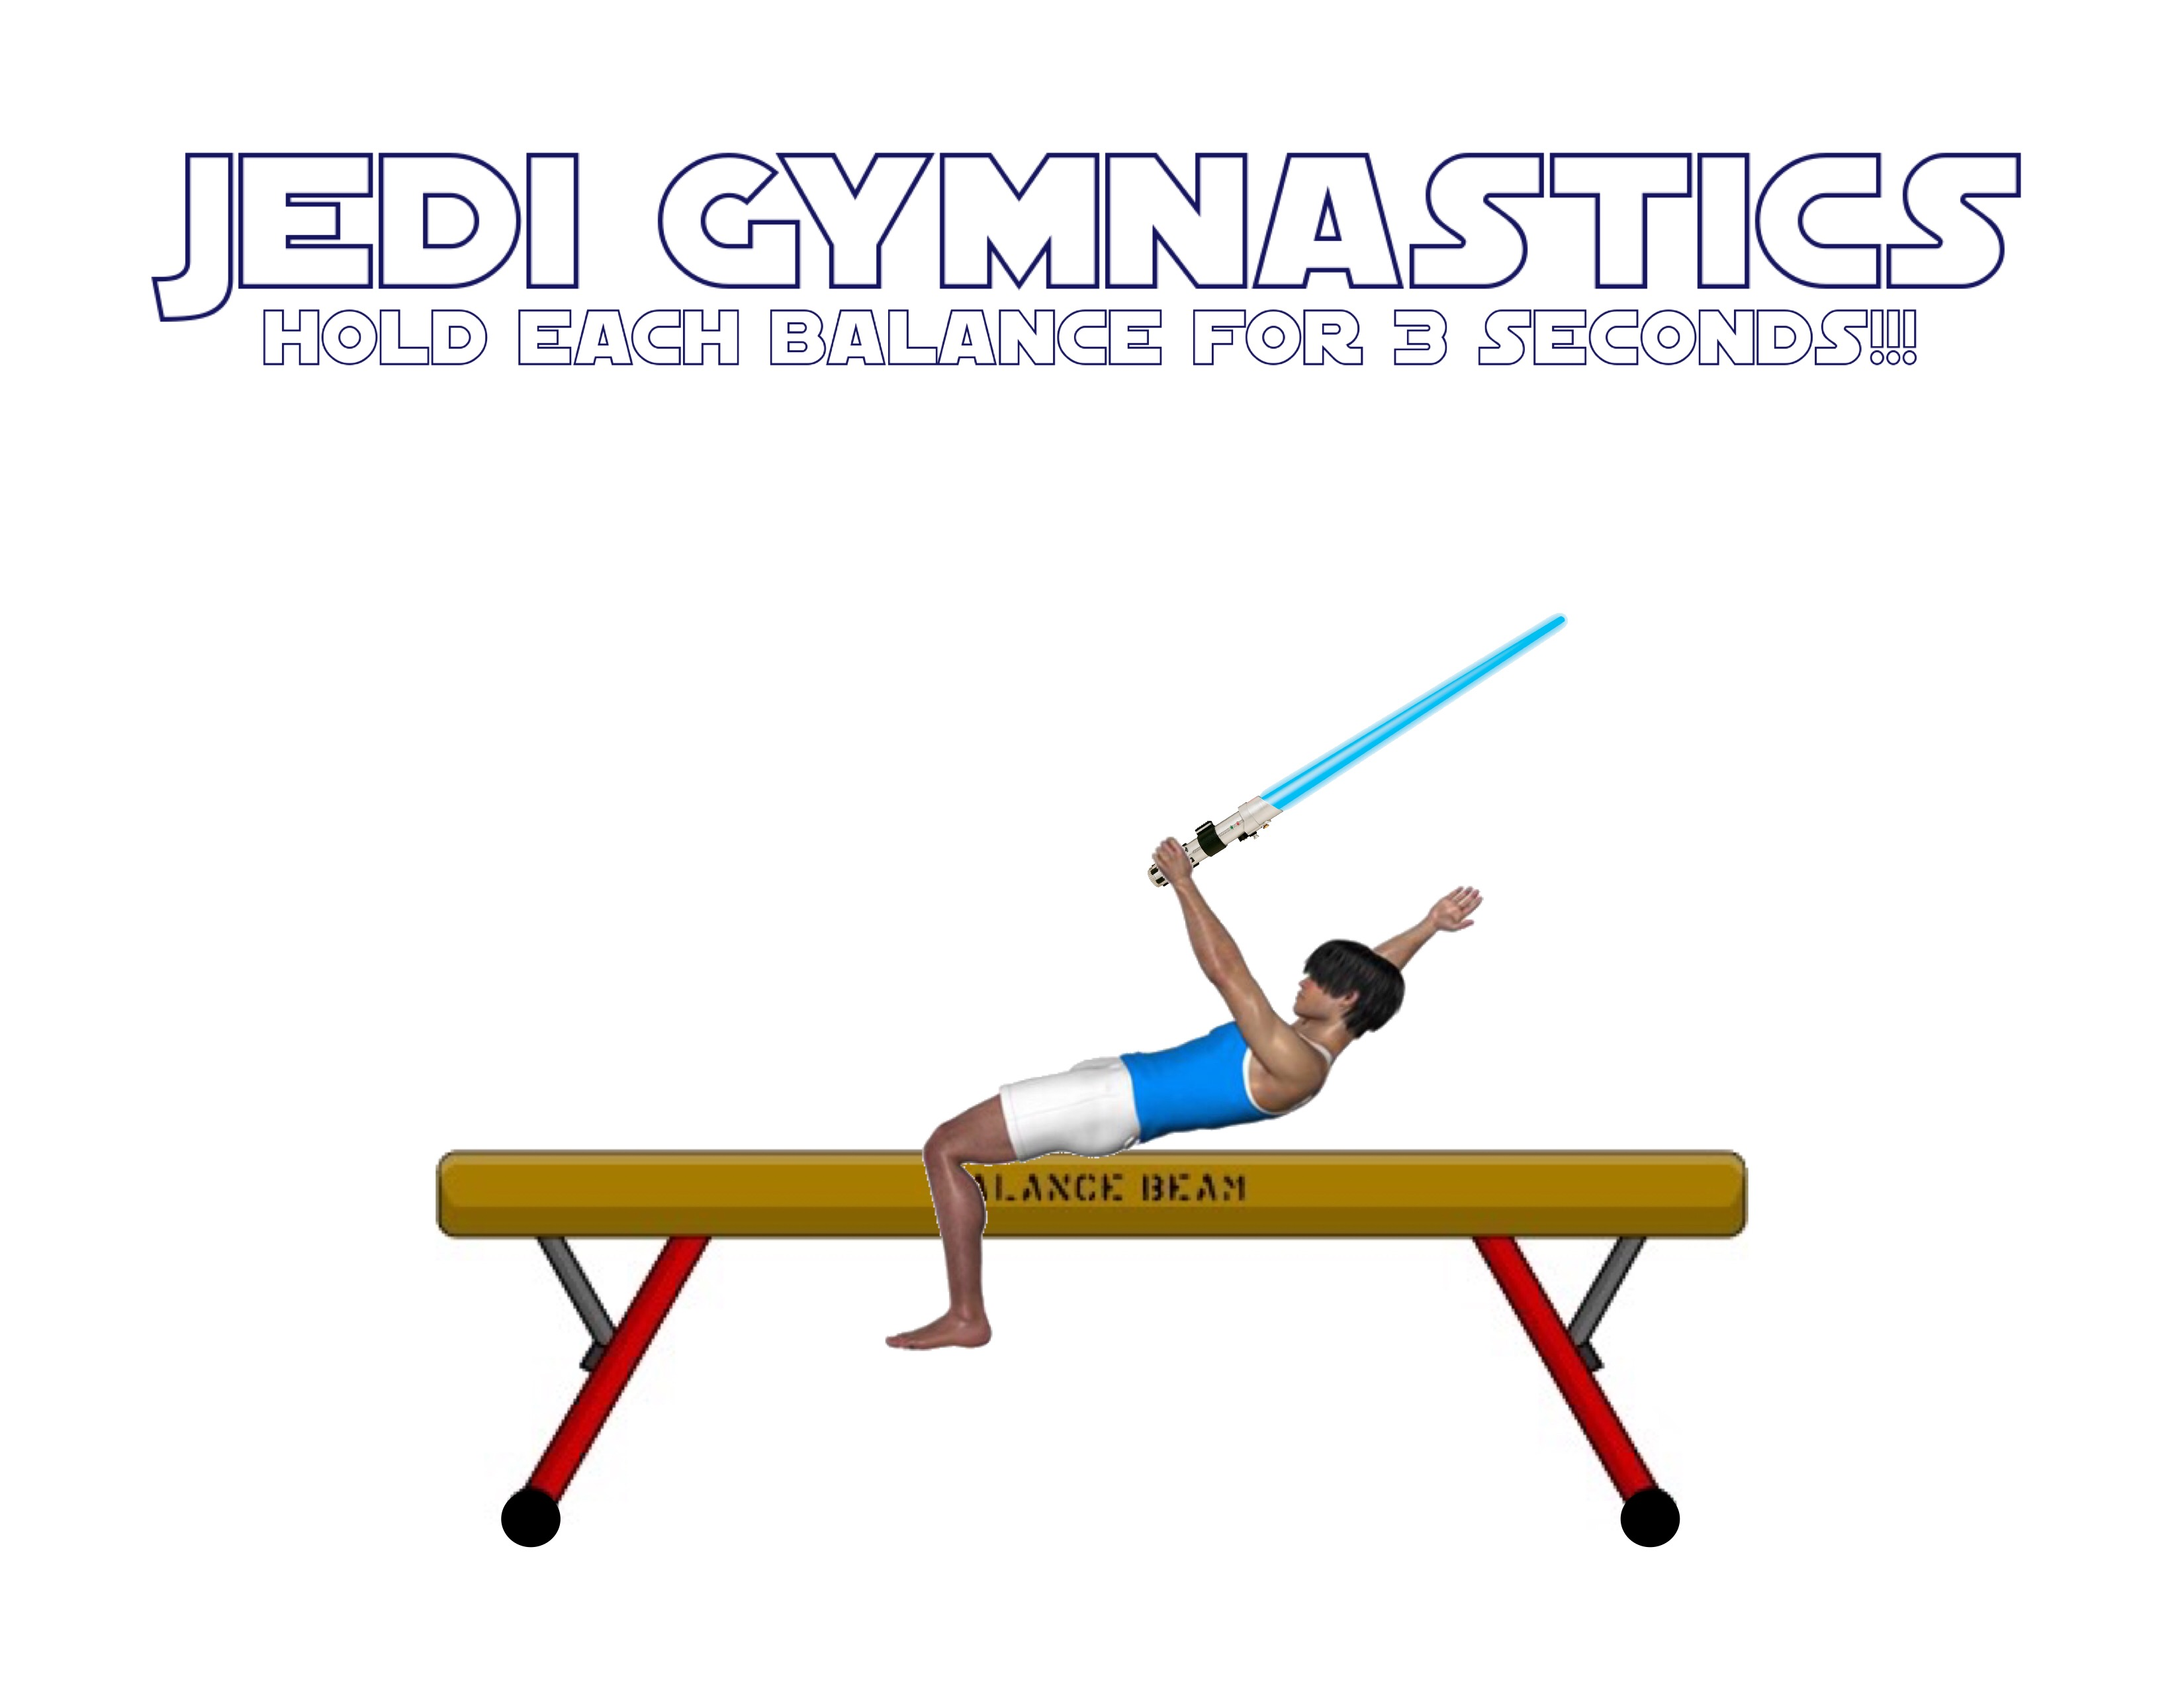 JEDI GYMNASTICS
HOLD EACH BALANCE FOR 3 SECONDS!!!
ALANCE BEAM